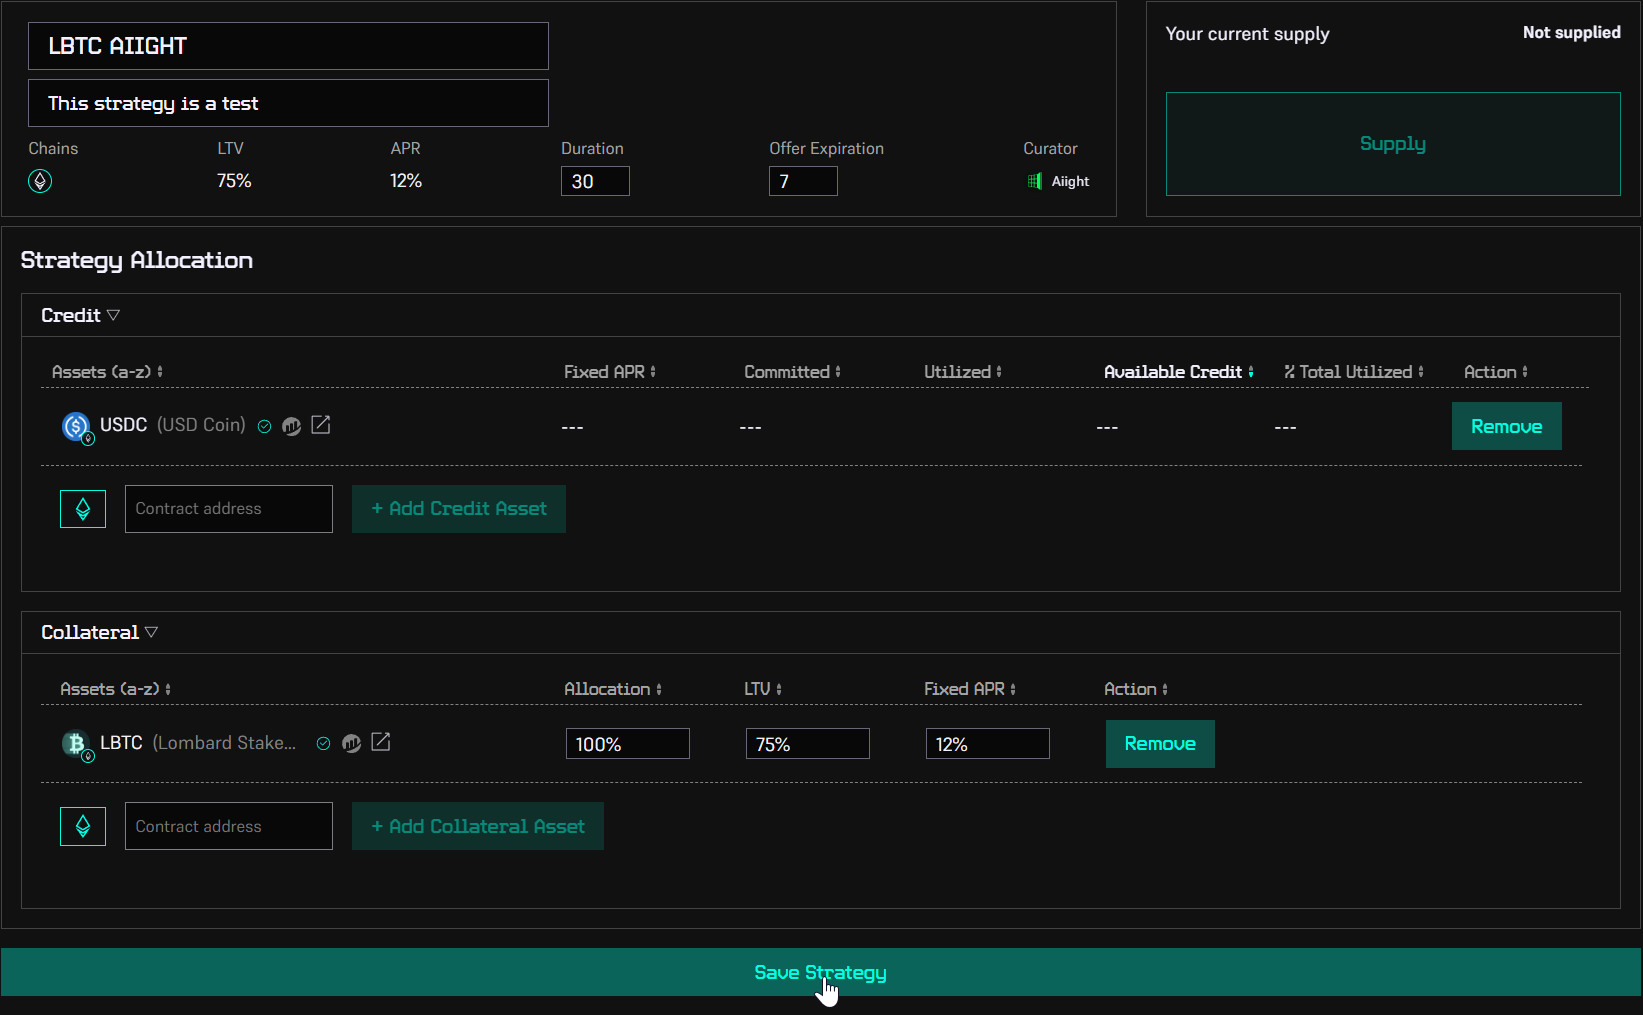 LBTC AIIGHT
Your current supply Not supplied
This strategy is a test
Supply
Chains LTV APR Duration Offer Expiration Curator
75% 12% 30 7 Aiight
Strategy Allocation
Credit
Assets (a-z) Fixed APR Committed Utilized Available Credit % Total Utilized Action
USDC (USD Coin) --- --- --- --- Remove
Contract address + Add Credit Asset
Collateral
Assets (a-z) Allocation LTV Fixed APR Action
LBTC (Lombard Stake... 100% 75% 12% Remove
Contract address + Add Collateral Asset
Save Strategy